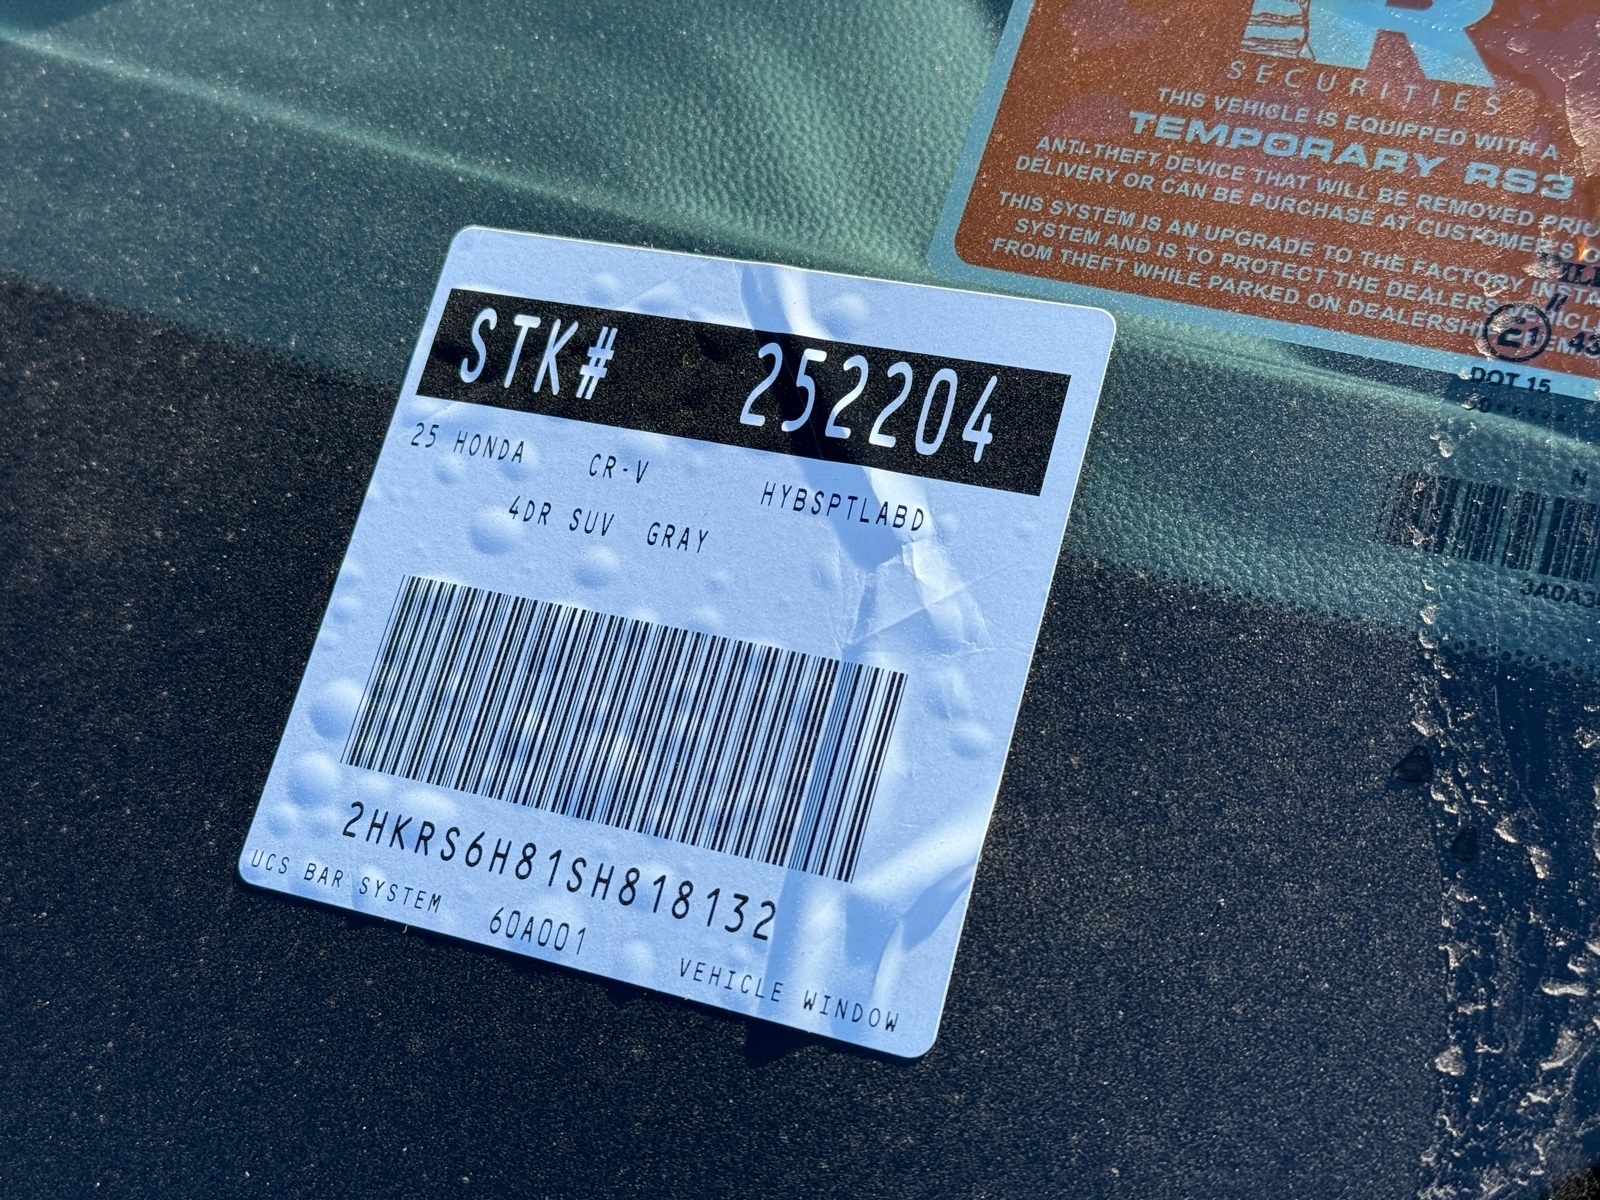 R
SECURITIES
THIS VEHICLE IS EQUIPPED WITH A
TEMPORARY RS3
ANTI-THEFT DEVICE THAT WILL BE REMOVED
DELIVERY OR CAN BE PURCHASE AT CUSTOMER'S
THIS SYSTEM IS AN UPGRADE TO THE FACTORY
SYSTEM AND IS TO PROTECT THE DEALERS
FROM THEFT WHILE PARKED ON DEALERSHIP
21
43
DOT 15
N
3A0A3
STK# 252204
25 HONDA CR-V HYBSPTLABD
4DR SUV GRAY
2HKRS6H81SH818132
UCS BAR SYSTEM 60A001 VEHICLE WINDOW